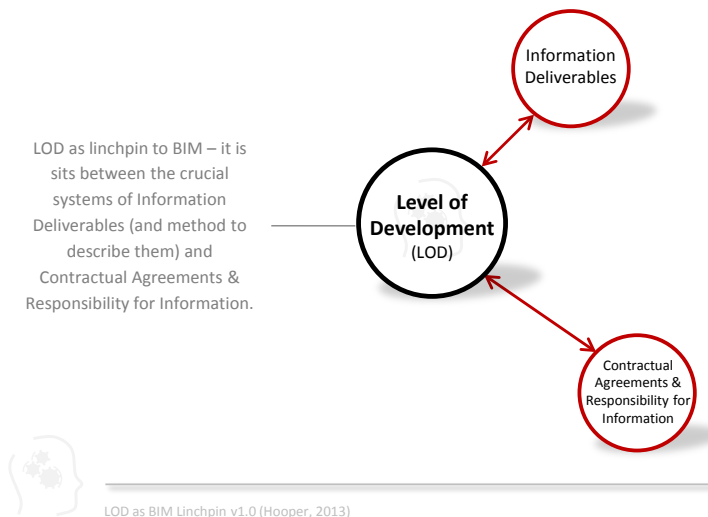 Information
Deliverables
LOD as linchpin to BIM – it is
sits between the crucial
systems of Information
Deliverables (and method to
describe them) and
Contractual Agreements &
Responsibility for Information.
Level of
Development
(LOD)
Contractual
Agreements &
Responsibility for
Information
LOD as BIM Linchpin v1.0 (Hooper, 2013)